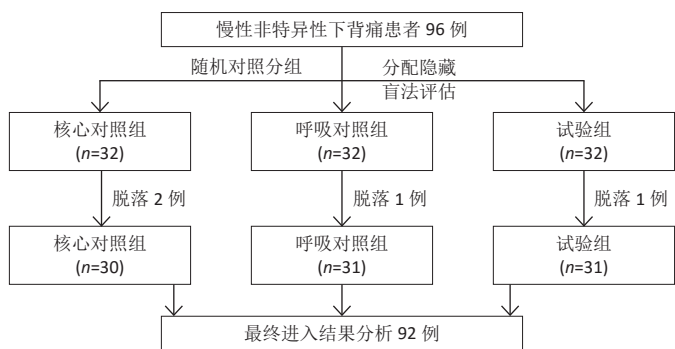 慢性非特异性下背痛患者 96 例
随机对照分组 分配隐藏
盲法评估
核心对照组 呼吸对照组 试验组
(n=32) (n=32) (n=32)
脱落 2 例 脱落 1 例 脱落 1 例
核心对照组 呼吸对照组 试验组
(n=30) (n=31) (n=31)
最终进入结果分析 92 例